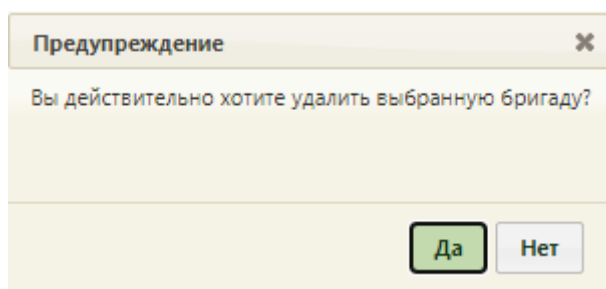 Предупреждение
Вы действительно хотите удалить выбранную бригаду?
Да Нет